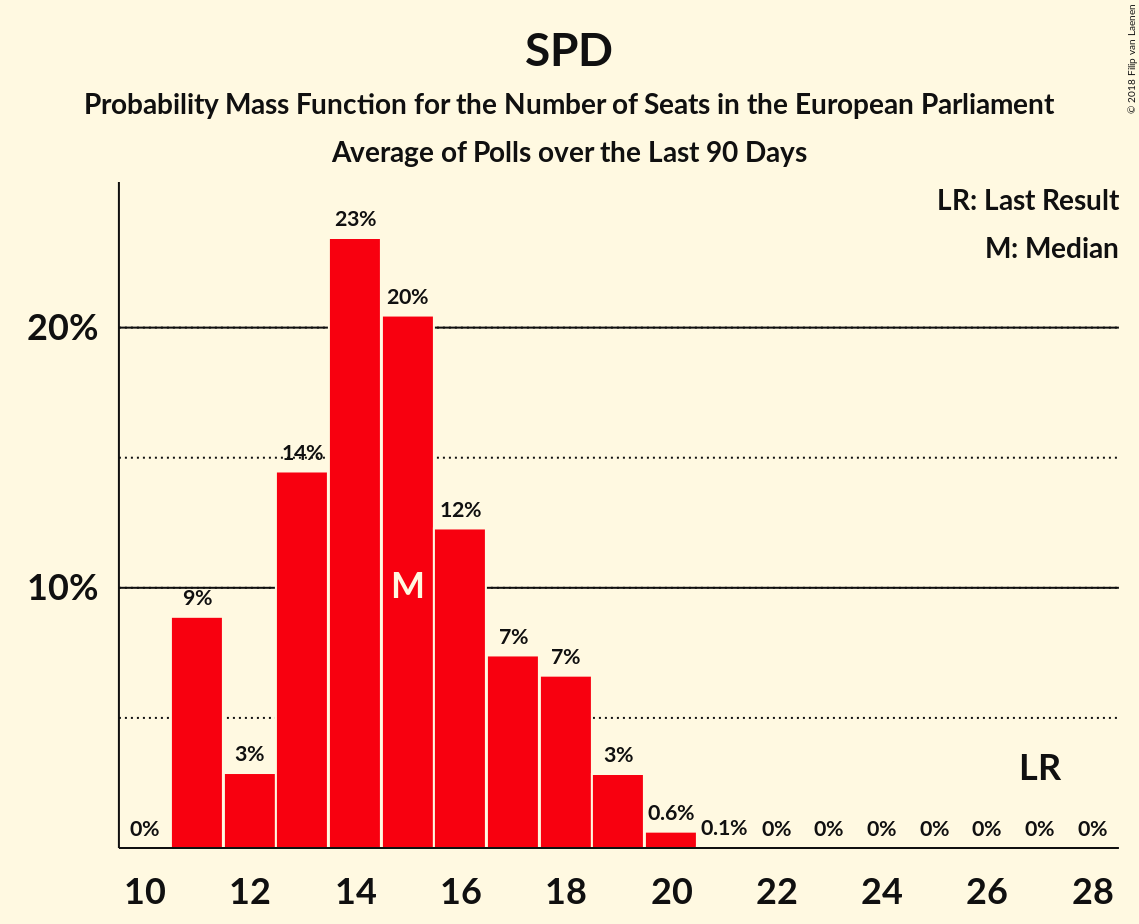 © 2018 Filip van Laenen
SPD
Probability Mass Function for the Number of Seats in the European Parliament
Average of Polls over the Last 90 Days
LR: Last Result
M: Median
20%
10%
0%
9%
3%
14%
23%
20%
12%
7%
7%
3%
0.6%
0.1%
0%
0%
0%
0%
0%
0%
0%
M
LR
10 12 14 16 18 20 22 24 26 28